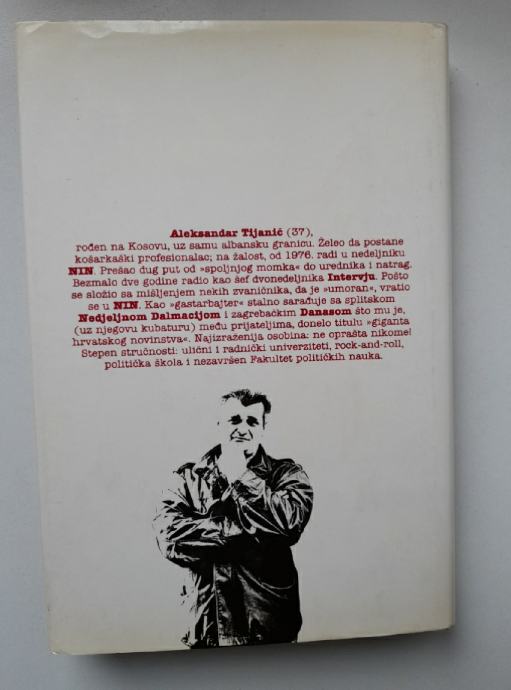 Aleksandar Tijanić (37),
rođen na Kosovu, uz samu albansku granicu. Želeo da postane
košarkaški profesionalac; na žalost, od 1976. radi u nedeljniku
NIN. Prešao dug put od »spoljnjog momka« do urednika i natrag.
Bezmalo dve godine radio kao šef dvonedeljnika Intervju. Pošto
se složio sa mišljenjem nekih zvaničnika, da je »umoran«, vratio
se u NIN. Kao »gastarbajter« stalno sarađuje sa splitskom
Nedjeljnom Dalmacijom i zagrebačkim Danasom što mu je,
(uz njegovu kubaturu) među prijateljima, donelo titulu »giganta
hrvatskog novinstva«. Najizraženija osobina: ne oprašta nikome!
Stepen stručnosti: ulični i radnički univerziteti, rock-and-roll,
politička škola i nezavršen Fakultet političkih nauka.